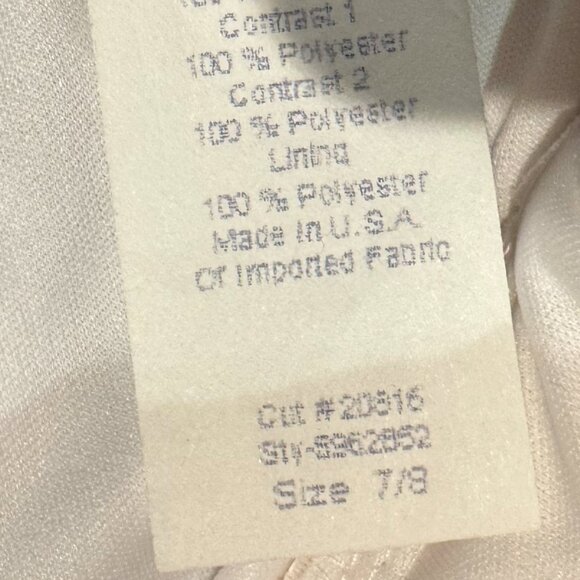 Contrast 1
100 % Polyester
Contrast 2
100 % Polyester
Lining
100 % Polyester
Made In U.S.A.
Of Imported Fabric
Cut # 20816
Sty-
Size 7/8